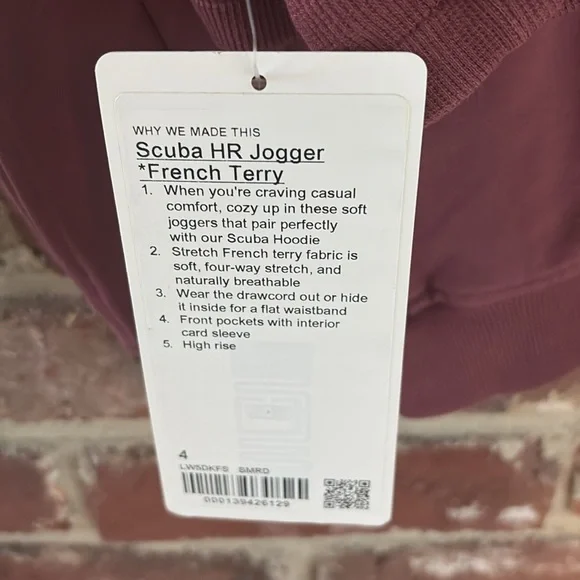 WHY WE MADE THIS
Scuba HR Jogger
*French Terry
1. When you're craving casual
comfort, cozy up in these soft
joggers that pair perfectly
with our Scuba Hoodie
2. Stretch French terry fabric is
soft, four-way stretch, and
naturally breathable
3. Wear the drawcord out or hide
it inside for a flat waistband
4. Front pockets with interior
card sleeve
5. High rise
4
LW5DKFS SMRD
000139426129